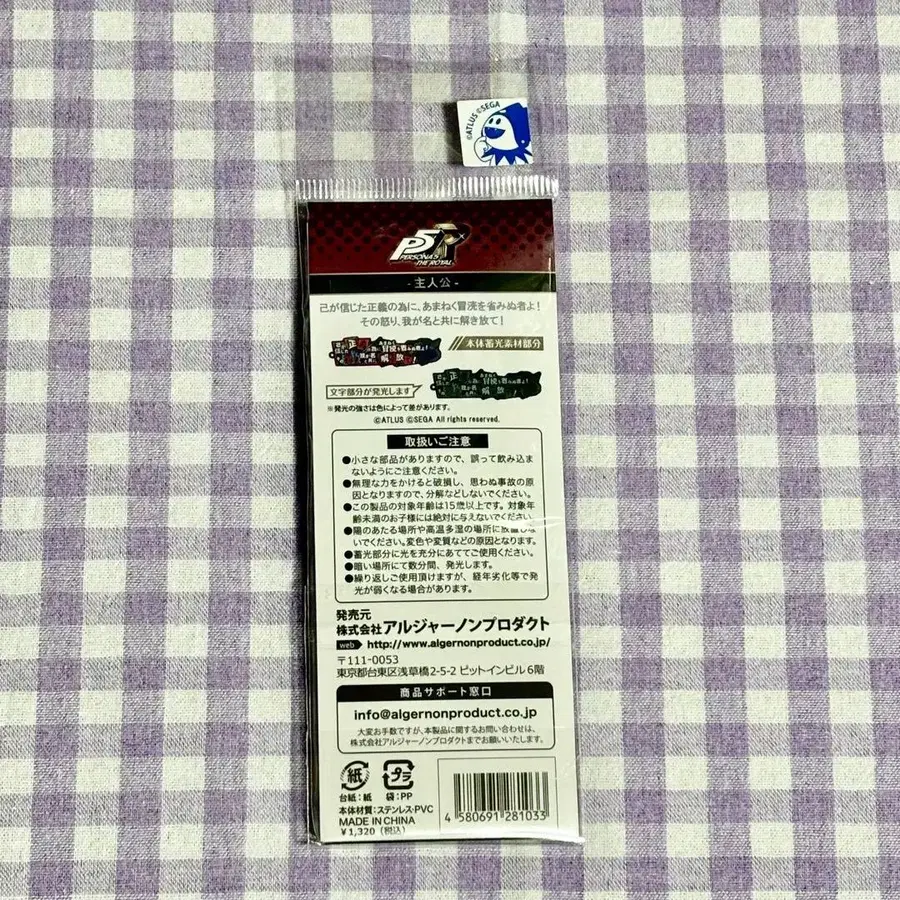 ©ATLUS ©SEGA
P5R
PERSONA5
THE ROYAL
- 主人公 -
己が信じた正義の為に、あまねく冒涜を省みぬ者よ!
その怒り、我が名と共に解き放て!
本体蓄光素材部分
文字部分が発光します
※発光の強さは色によって差があります。
©ATLUS ©SEGA All rights reserved.
取扱いご注意
●小さな部品がありますので、誤って飲み込ま
ないようにご注意ください。
●無理な力をかけると破損し、思わぬ事故の原
因となりますので、分解などしないでください。
●この製品の対象年齢は15歳以上です。対象年
齢未満のお子様には絶対に与えないでください。
●陽のあたる場所や高温多湿の場所に放置しな
いでください。変色や変質などの原因となります。
●蓄光部分に光を充分にあててご使用ください。
●暗い場所にて数分間、発光します。
●繰り返しご使用頂けますが、経年劣化等で発
光が弱くなる場合があります。
発売元
株式会社アルジャーノンプロダクト
web http://www.algernonproduct.co.jp/
〒111-0053
東京都台東区浅草橋2-5-2 ピットインビル6階
商品サポート窓口
info@algernonproduct.co.jp
大変お手数ですが、本製品に関するお問い合わせは、
株式会社アルジャーノンプロダクトまでお願いいたします。
紙
プラ
台紙:紙 袋:PP
本体材質:ステンレス・PVC
MADE IN CHINA
¥1,320 (税込)
4 580691 281033